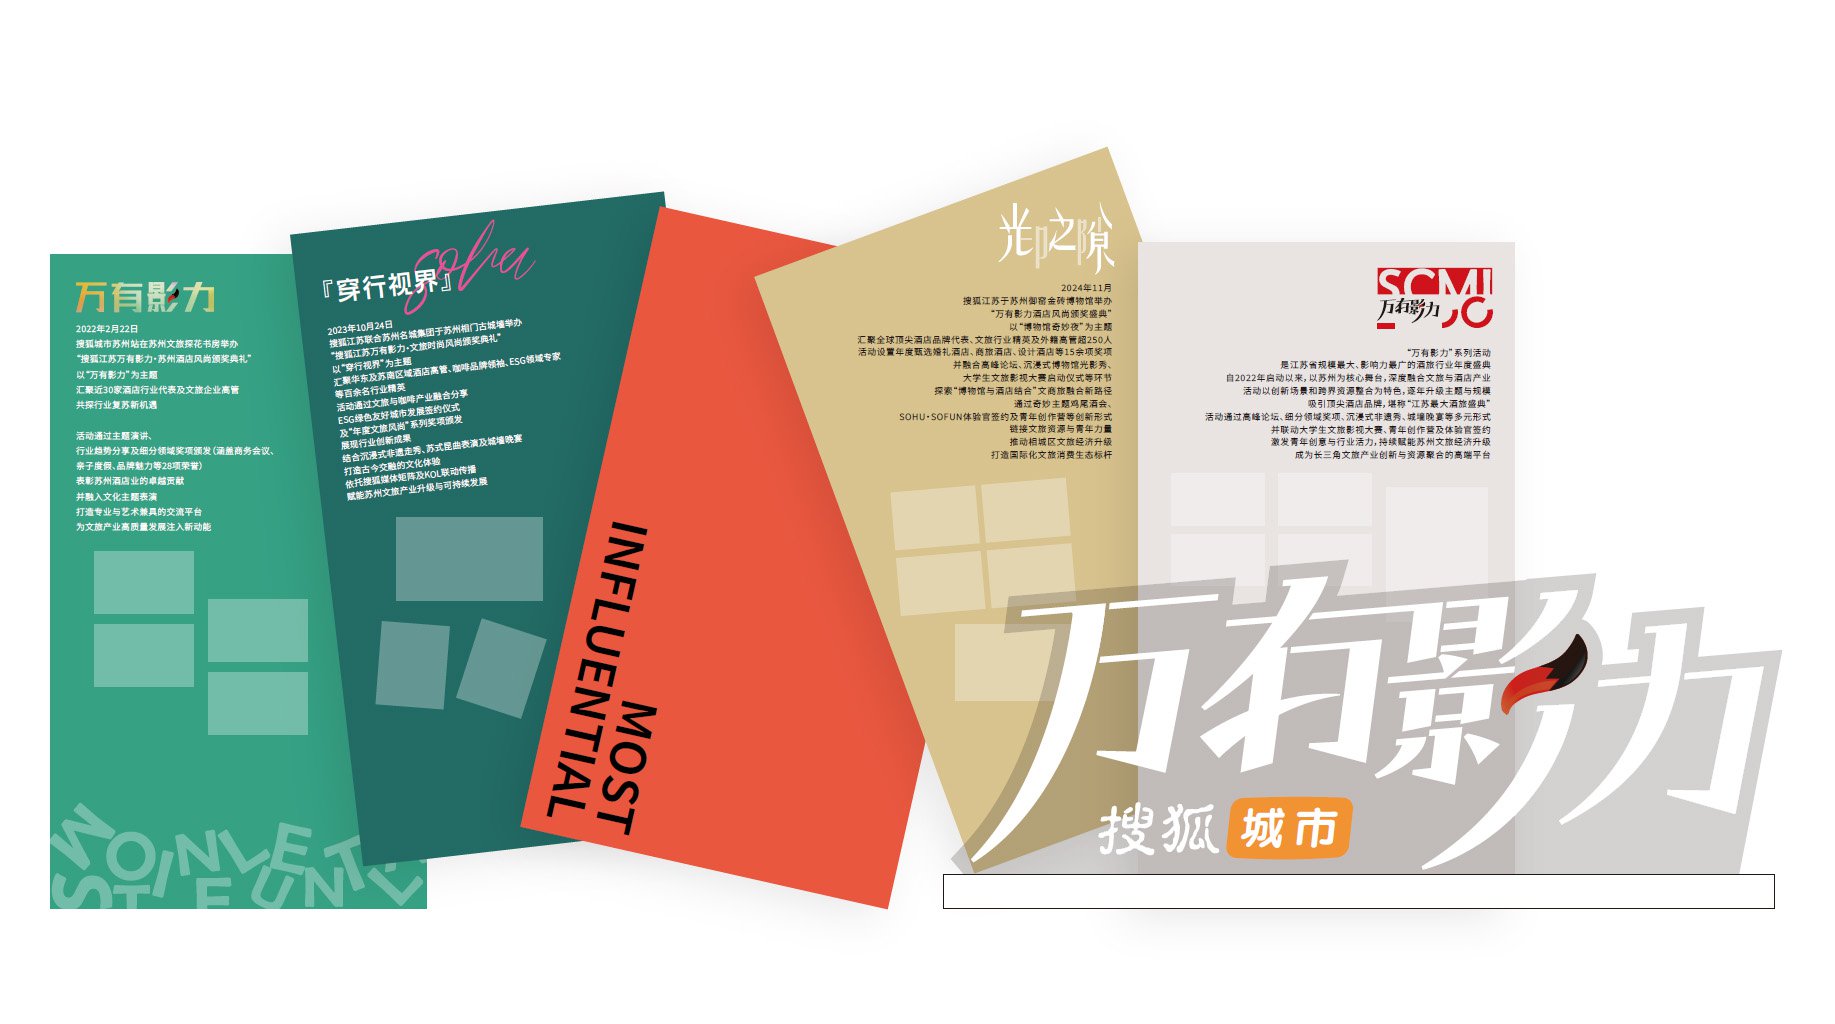 万有影力
2022年2月22日
搜狐城市苏州站在苏州文旅探花书房举办
“搜狐江苏万有影力·苏州酒店风尚颁奖典礼”
以“万有影力”为主题
汇聚近30家酒店行业代表及文旅企业高管
共探行业复苏新机遇
活动通过主题演讲、
行业趋势分享及细分领域奖项颁发（涵盖商务会议、
亲子度假、品牌魅力等28项荣誉）
表彰苏州酒店业的卓越贡献
并融入文化主题表演
打造专业与艺术兼具的交流平台
为文旅产业高质量发展注入新动能
sohu
『穿行视界』
2023年10月24日
搜狐江苏联合苏州名城集团于苏州相门古城墙举办
“搜狐江苏万有影力·文旅时尚风尚颁奖典礼”
以“穿行视界”为主题
汇聚华东及苏南区域酒店高管、咖啡品牌领袖、ESG领域专家
等百余名行业精英
活动通过文旅与咖啡产业融合分享
ESG绿色友好城市发展签约仪式
及“年度文旅风尚”系列奖项颁发
展现行业创新成果
结合沉浸式非遗走秀、苏式昆曲表演及城墙晚宴
打造古今交融的文化体验
依托搜狐媒体矩阵及KOL联动传播
赋能苏州文旅产业升级与可持续发展
MOST
INFLUENTIAL
光印之隙
2024年11月
搜狐江苏于苏州御窑金砖博物馆举办
“万有影力酒店风尚颁奖盛典”
以“博物馆奇妙夜”为主题
汇聚全球顶尖酒店品牌代表、文旅行业精英及外籍高管超250人
活动设置年度甄选婚礼酒店、商旅酒店、设计酒店等15余项奖项
并融合高峰论坛、沉浸式博物馆光影秀、
大学生文旅影视大赛启动仪式等环节
探索“博物馆与酒店结合”文商旅融合新路径
通过奇妙主题鸡尾酒会、
SOHU·SOFUN体验官签约及青年创作营等创新形式
链接文旅资源与青年力量
推动相城区文旅经济升级
打造国际化文旅消费生态标杆
SCMI
万有影力
“万有影力”系列活动
是江苏省规模最大、影响力最广的酒旅行业年度盛典
自2022年启动以来，以苏州为核心舞台，深度融合文旅与酒店产业
活动以创新场景和跨界资源整合为特色，逐年升级主题与规模
吸引顶尖酒店品牌，堪称“江苏最大酒旅盛典”
活动通过高峰论坛、细分领域奖项、沉浸式非遗秀、城墙晚宴等多元形式
并联动大学生文旅影视大赛、青年创作营及体验官签约
激发青年创意与行业活力，持续赋能苏州文旅经济升级
成为长三角文旅产业创新与资源聚合的高端平台
万有影力
搜狐 城市